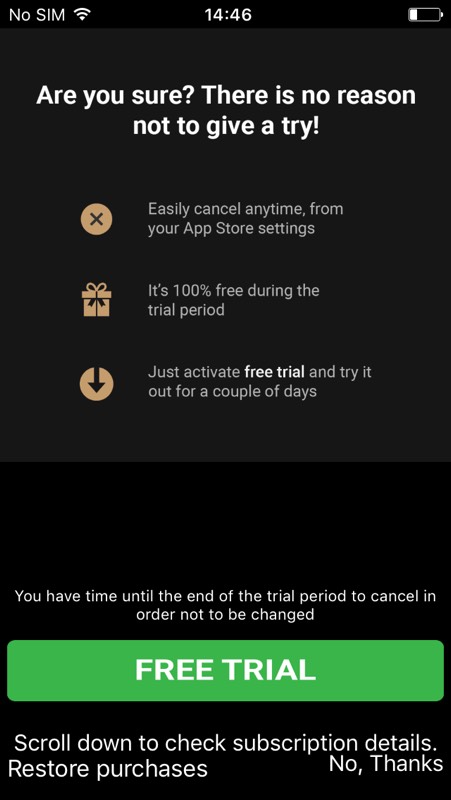 No SIM 14:46
Are you sure? There is no reason
not to give a try!
Easily cancel anytime, from
your App Store settings
It's 100% free during the
trial period
Just activate free trial and try it
out for a couple of days
You have time until the end of the trial period to cancel in
order not to be changed
FREE TRIAL
Scroll down to check subscription details.
Restore purchases
No, Thanks